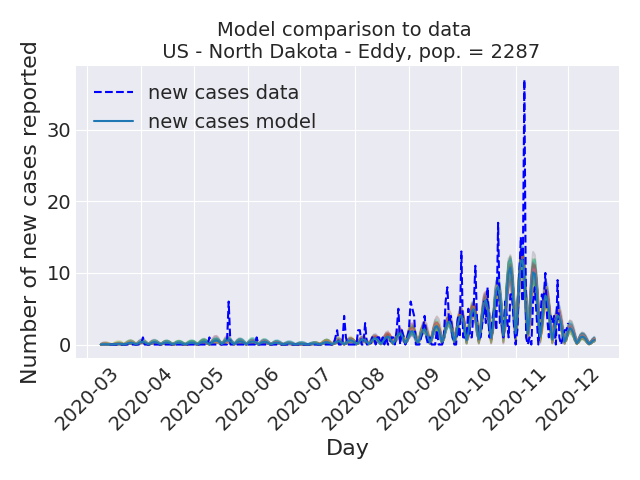 Model comparison to data
US - North Dakota - Eddy, pop. = 2287
Number of new cases reported
new cases data
new cases model
30
20
10
0
2020-03
2020-04
2020-05
2020-06
2020-07
2020-08
2020-09
2020-10
2020-11
2020-12
Day